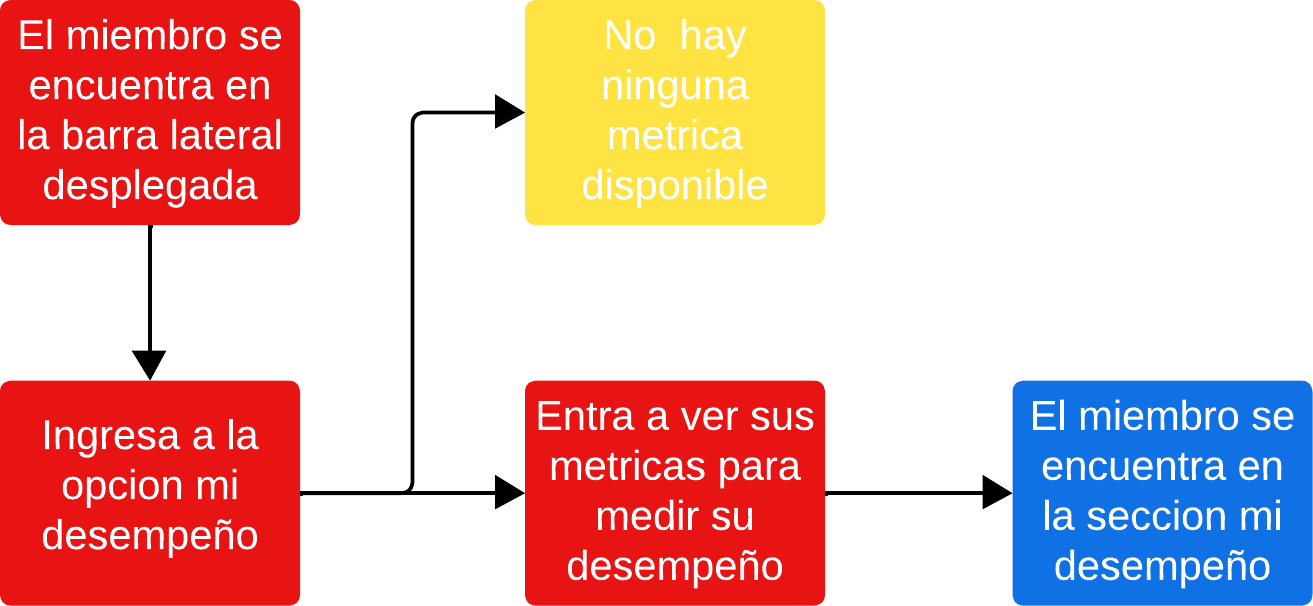 El miembro se
encuentra en
la barra lateral
desplegada
No  hay
ninguna
metrica
disponible
Ingresa a la
opcion mi
desempeño
Entra a ver sus
metricas para
medir su
desempeño
El miembro se
encuentra en
la seccion mi
desempeño